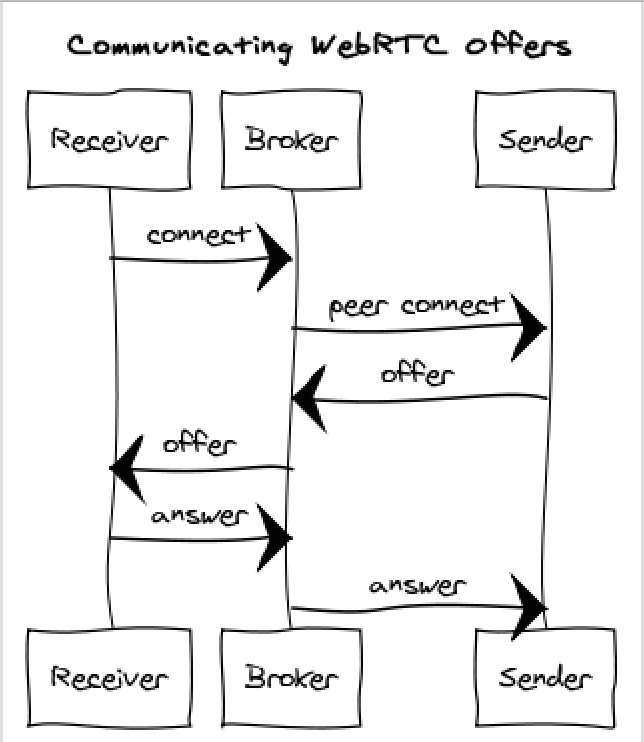 Communicating WebRTC offers
Receiver Broker Sender
connect
peer connect
offer
offer
answer
answer
Receiver Broker Sender